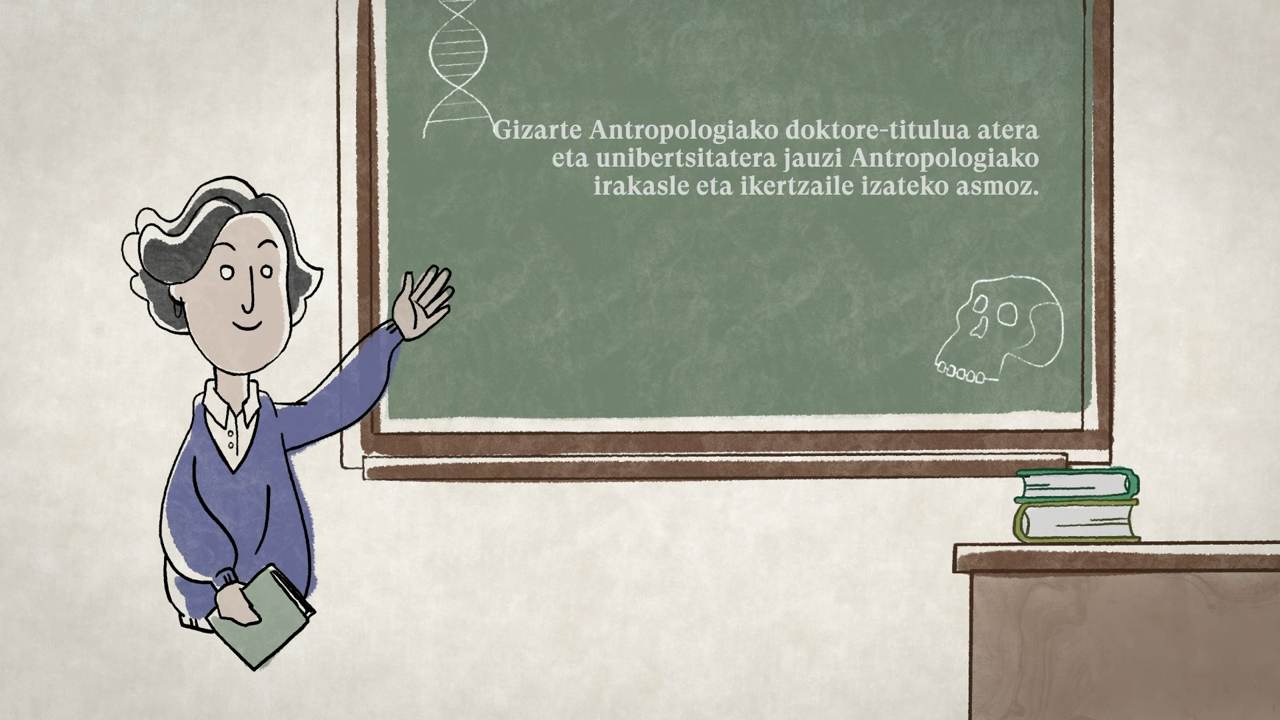 Gizarte Antropologiako doktore-titulua atera
eta unibertsitatera jauzi Antropologiako
irakasle eta ikertzaile izateko asmoz.